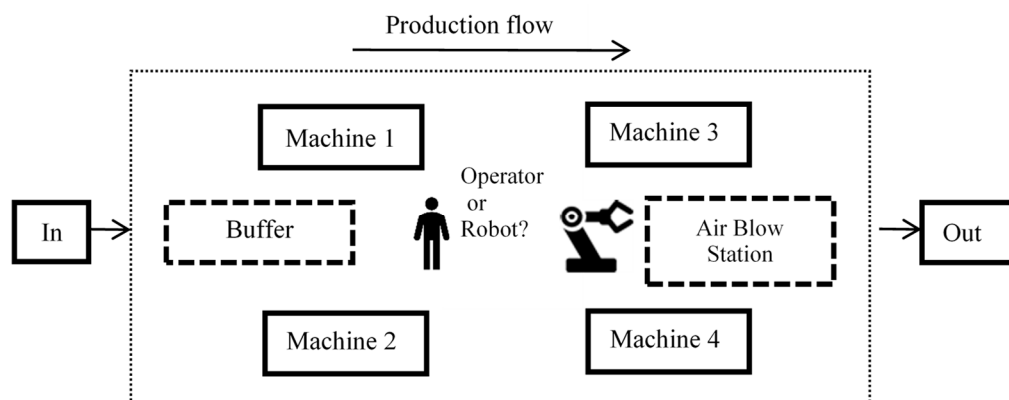 Production flow
Machine 1
Machine 3
Operator
or
Robot?
In
Buffer
Air Blow
Station
Out
Machine 2
Machine 4